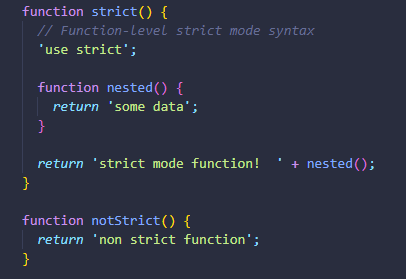 function strict() {
  // Function-level strict mode syntax
  'use strict';

  function nested() {
    return 'some data';
  }

  return 'strict mode function!  ' + nested();
}

function notStrict() {
  return 'non strict function';
}